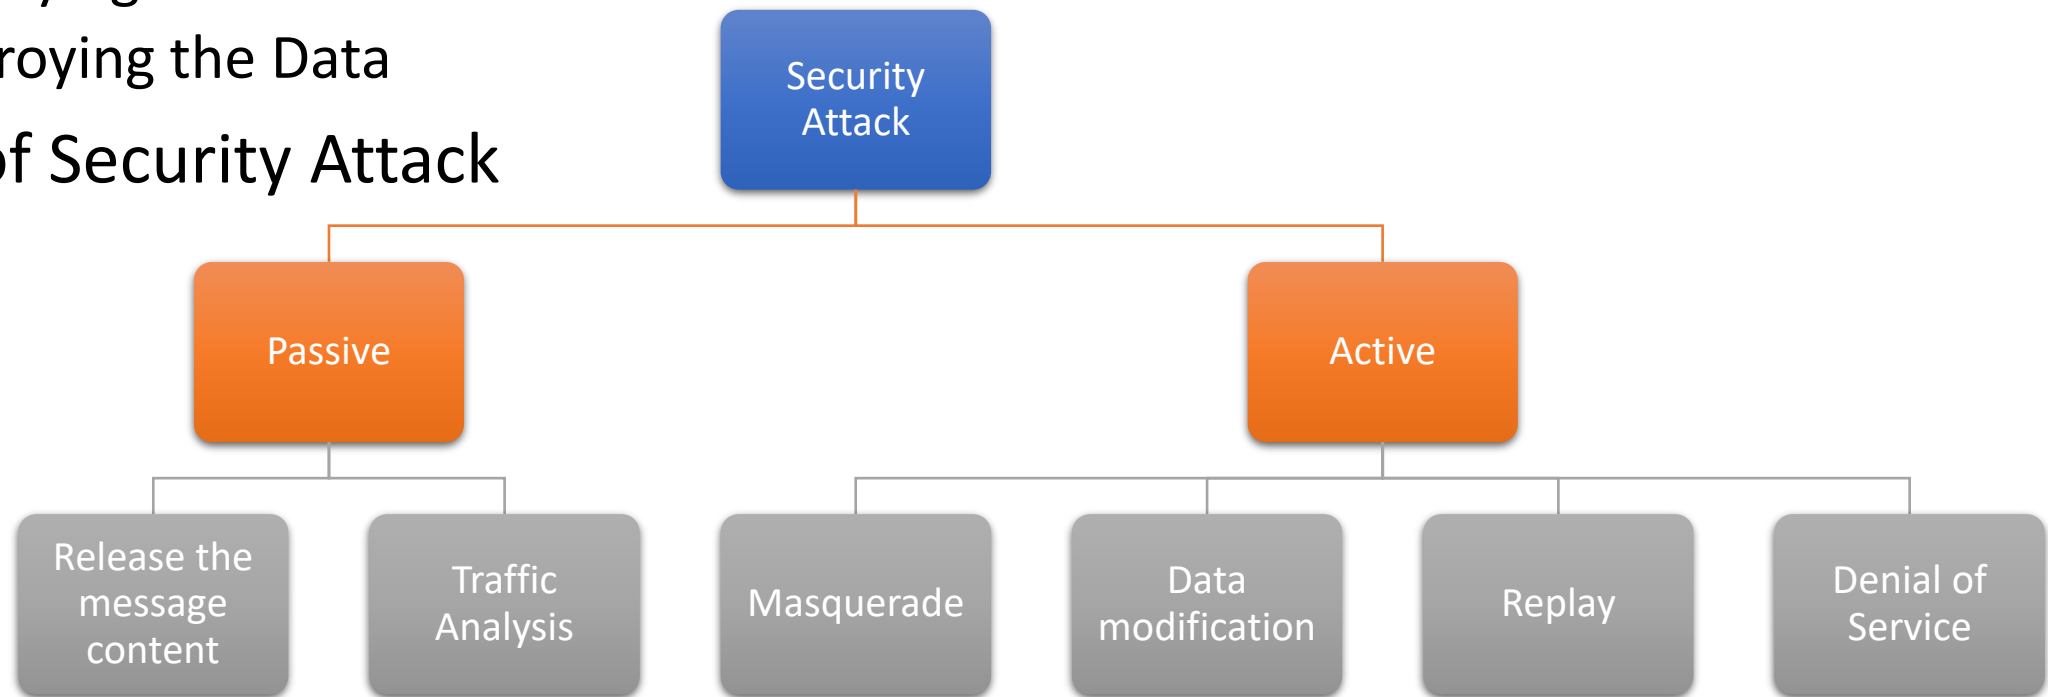 the Data
of Security Attack
Security
Attack
Passive
Active
Release the
message
content
Traffic
Analysis
Masquerade
Data
modification
Replay
Denial of
Service